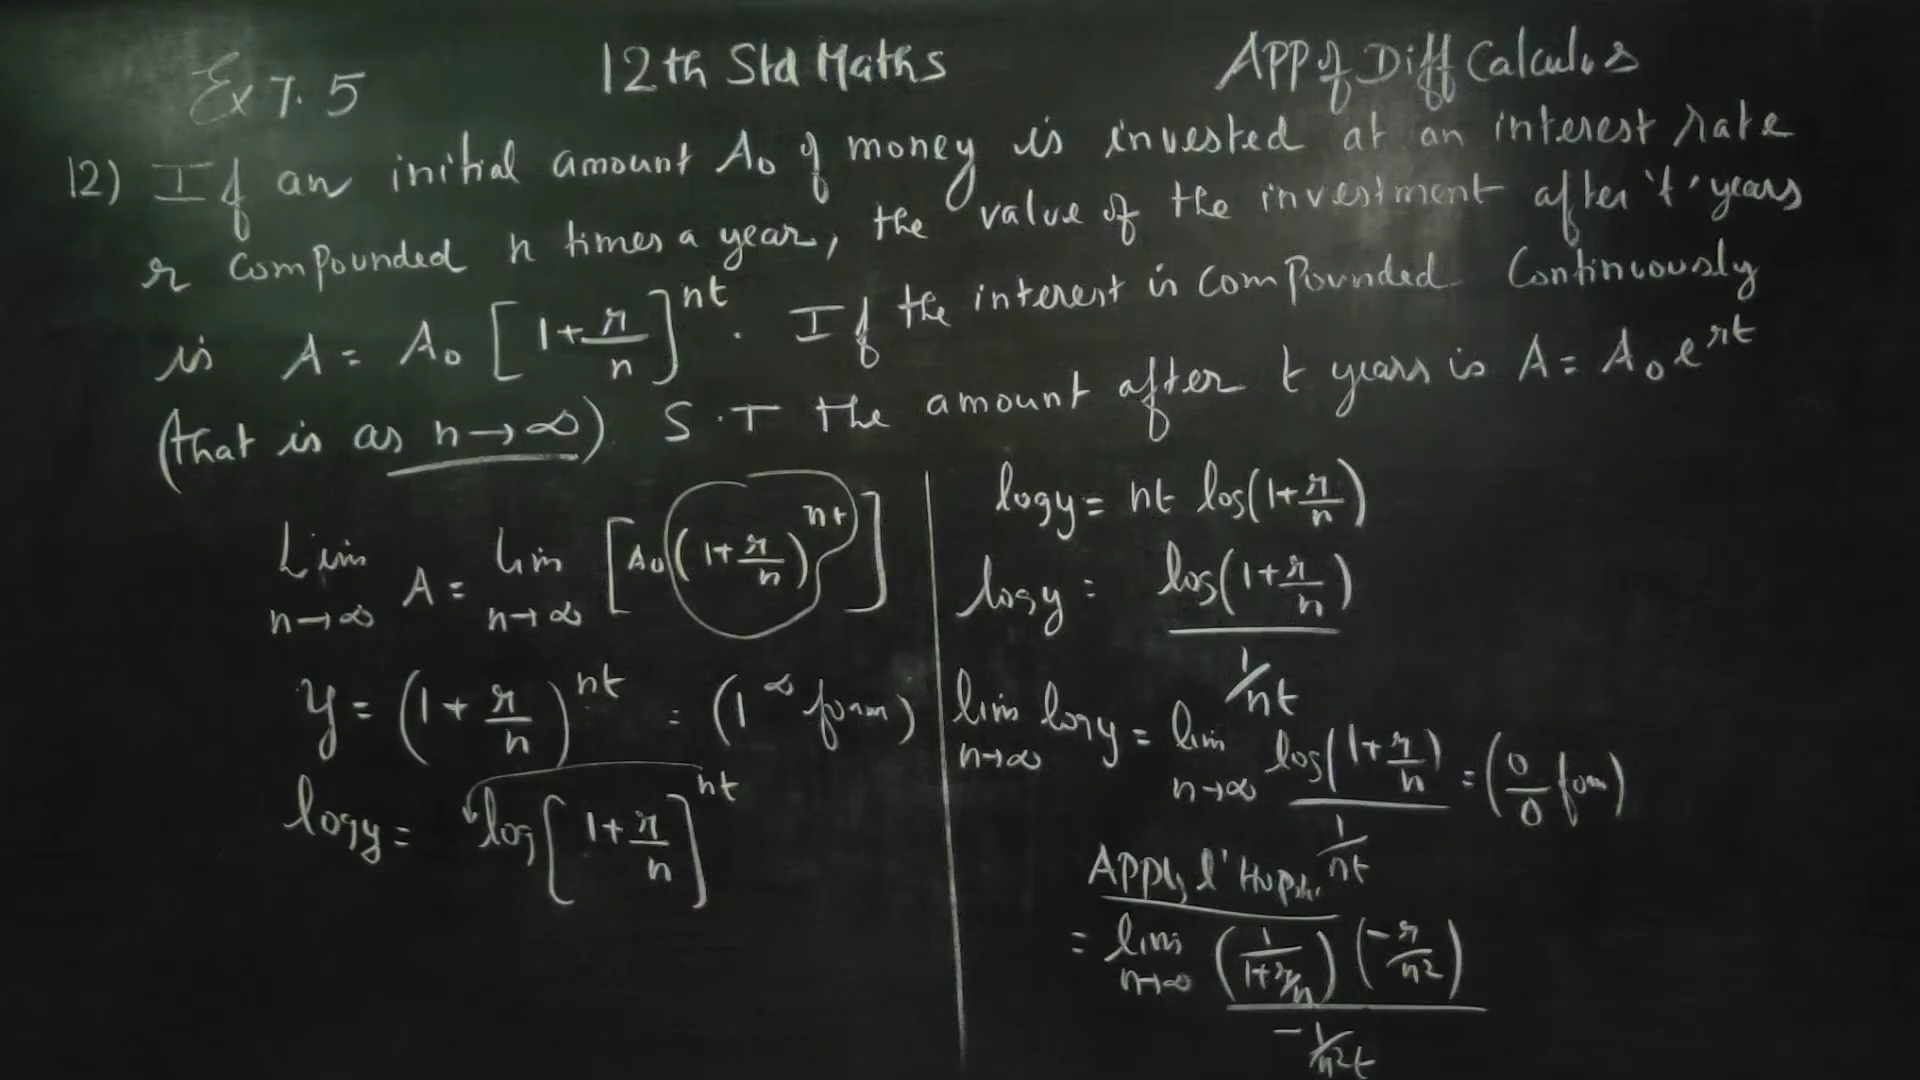 Ex 7.5 12th Std Maths APP of Diff Calculus
12) If an initial amount A₀ of money is invested at an interest rate
r compounded n times a year, the value of the investment after 't' years
is A = A₀ [1 + r/n]^nt. If the interest is compounded continuously
(that is as n→∞) S.T the amount after t years is A = A₀e^rt
Lim n→∞ A = lim n→∞ [A₀ (1 + r/n)^nt]
y = (1 + r/n)^nt = (1^∞ form)
log y = log [1 + r/n]^nt
log y = nt log(1 + r/n)
log y = log(1 + r/n) / 1/nt
lim n→∞ log y = lim n→∞ log(1 + r/n) / 1/nt = (0/0 form)
Apply l'Hop
= lim n→∞ (1/1+r/n) (-r/n²) / -1/n²t